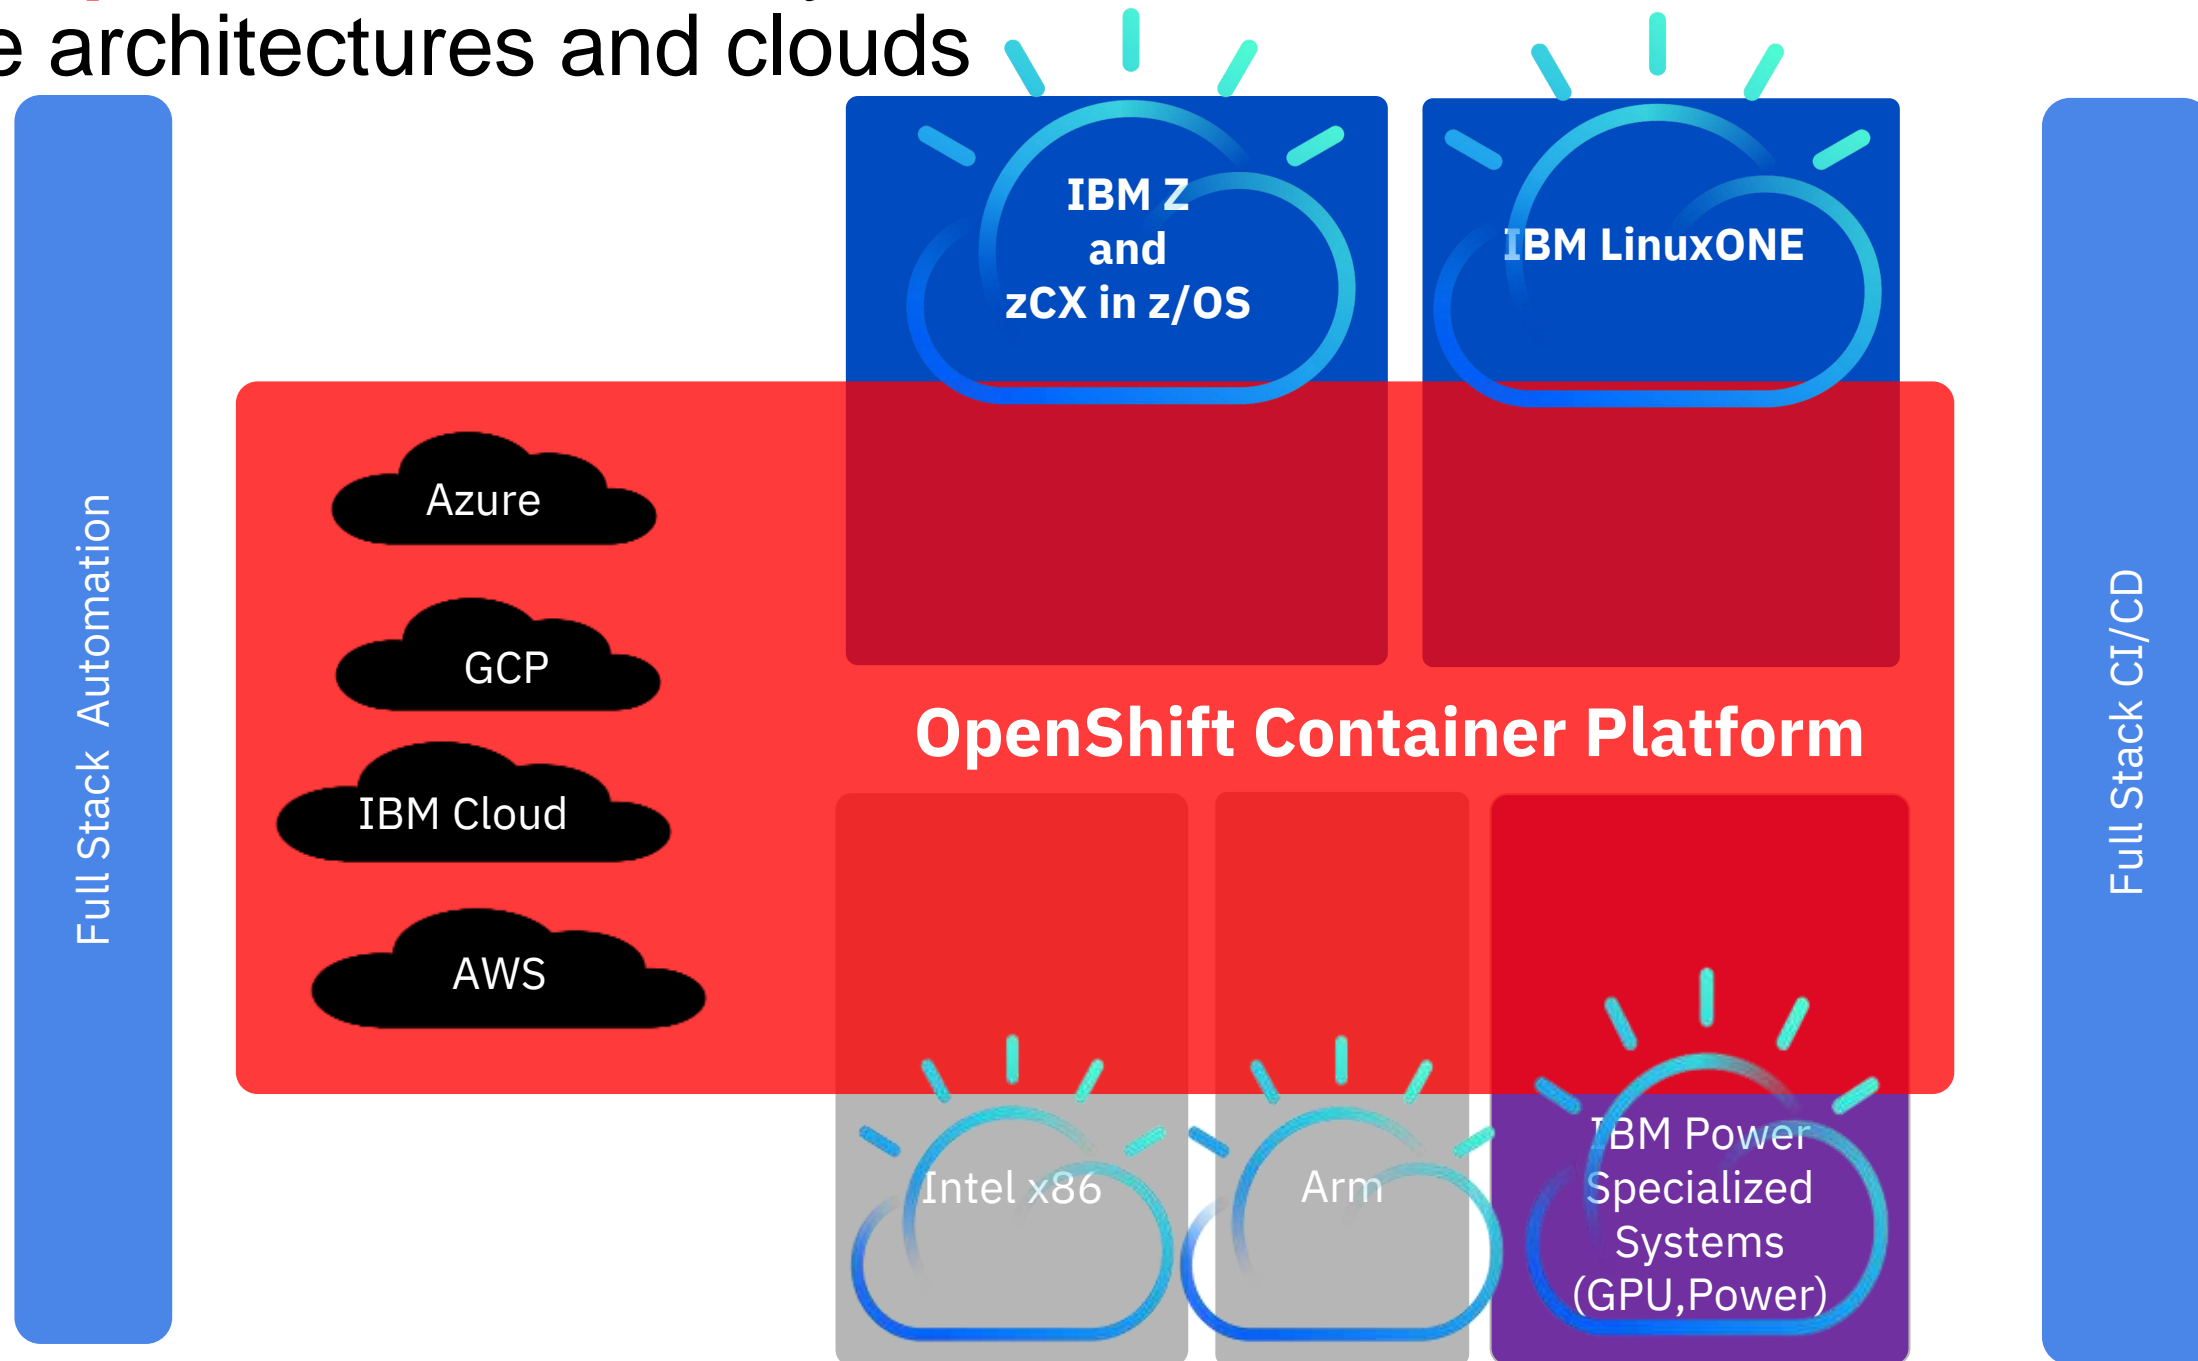 architectures and clouds
IBM Z
and
zCX in z/OS
IBM LinuxONE
Full Stack Automation
Azure
GCP
IBM Cloud
AWS
OpenShift Container Platform
Full Stack CI/CD
Intel x86
Arm
IBM Power
Specialized
Systems
(GPU,Power)